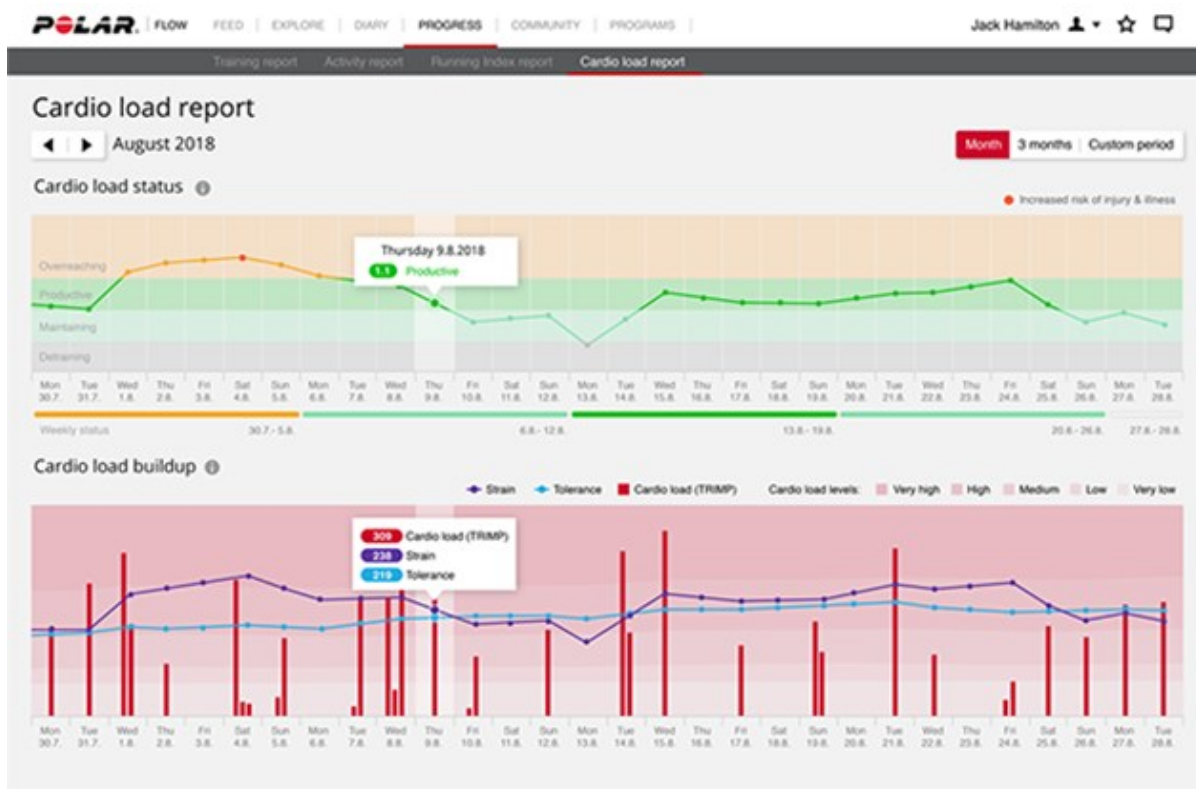 POLAR. FLOW FEED EXPLORE DIARY PROGRESS COMMUNITY PROGRAMS Jack Hamilton
Training report Activity report Running Index report Cardio load report
Cardio load report
August 2018 Month 3 months Custom period
Cardio load status
Increased risk of injury & illness
Thursday 9.8.2018
1.1 Productive
Overreaching
Productive
Maintaining
Detraining
Mon Tue Wed Thu Fri Sat Sun Mon Tue Wed Thu Fri Sat Sun Mon Tue Wed Thu Fri Sat Sun Mon Tue Wed Thu Fri Sat Sun Mon Tue
30.7. 31.7. 1.8. 2.8. 3.8. 4.8. 5.8. 6.8. 7.8. 8.8. 9.8. 10.8. 11.8. 12.8. 13.8. 14.8. 15.8. 16.8. 17.8. 18.8. 19.8. 20.8. 21.8. 22.8. 23.8. 24.8. 25.8. 26.8. 27.8. 28.8.
Weekly status 30.7.- 5.8. 6.8.- 12.8. 13.8.- 19.8. 20.8.- 26.8. 27.8.- 28.8.
Cardio load buildup
Strain Tolerance Cardio load (TRIMP) Cardio load levels: Very high High Medium Low Very low
309 Cardio load (TRIMP)
238 Strain
219 Tolerance
Mon Tue Wed Thu Fri Sat Sun Mon Tue Wed Thu Fri Sat Sun Mon Tue Wed Thu Fri Sat Sun Mon Tue Wed Thu Fri Sat Sun Mon Tue
30.7. 31.7. 1.8. 2.8. 3.8. 4.8. 5.8. 6.8. 7.8. 8.8. 9.8. 10.8. 11.8. 12.8. 13.8. 14.8. 15.8. 16.8. 17.8. 18.8. 19.8. 20.8. 21.8. 22.8. 23.8. 24.8. 25.8. 26.8. 27.8. 28.8.